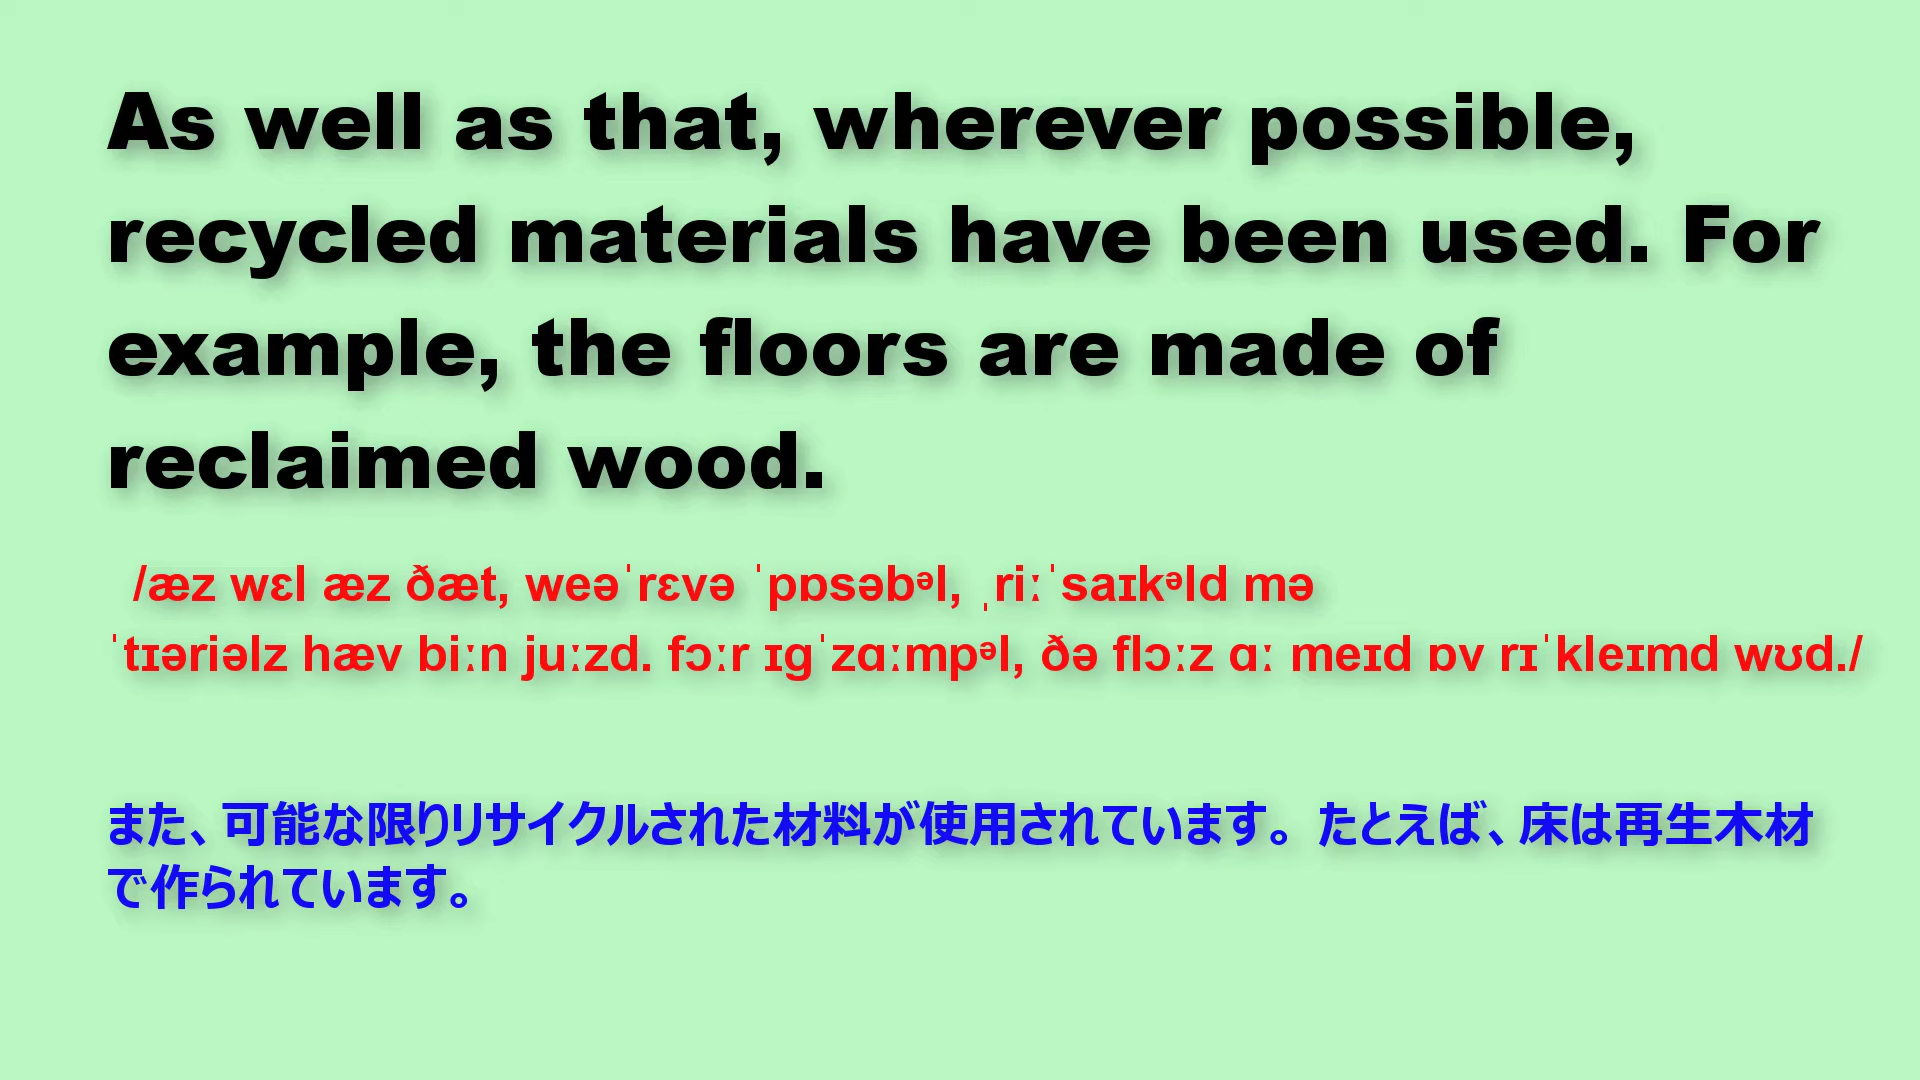 As well as that, wherever possible,
recycled materials have been used. For
example, the floors are made of
reclaimed wood.
/æz wɛl æz ðæt, weəˈrɛvə ˈpɒsəbᵊl, ˌriːˈsaɪkᵊld mə
ˈtɪəriəlz hæv biːn juːzd. fɔːr ɪgˈzɑːmpᵊl, ðə flɔːz ɑː meɪd ɒv rɪˈkleɪmd wʊd./
また、可能な限りリサイクルされた材料が使用されています。たとえば、床は再生木材
で作られています。